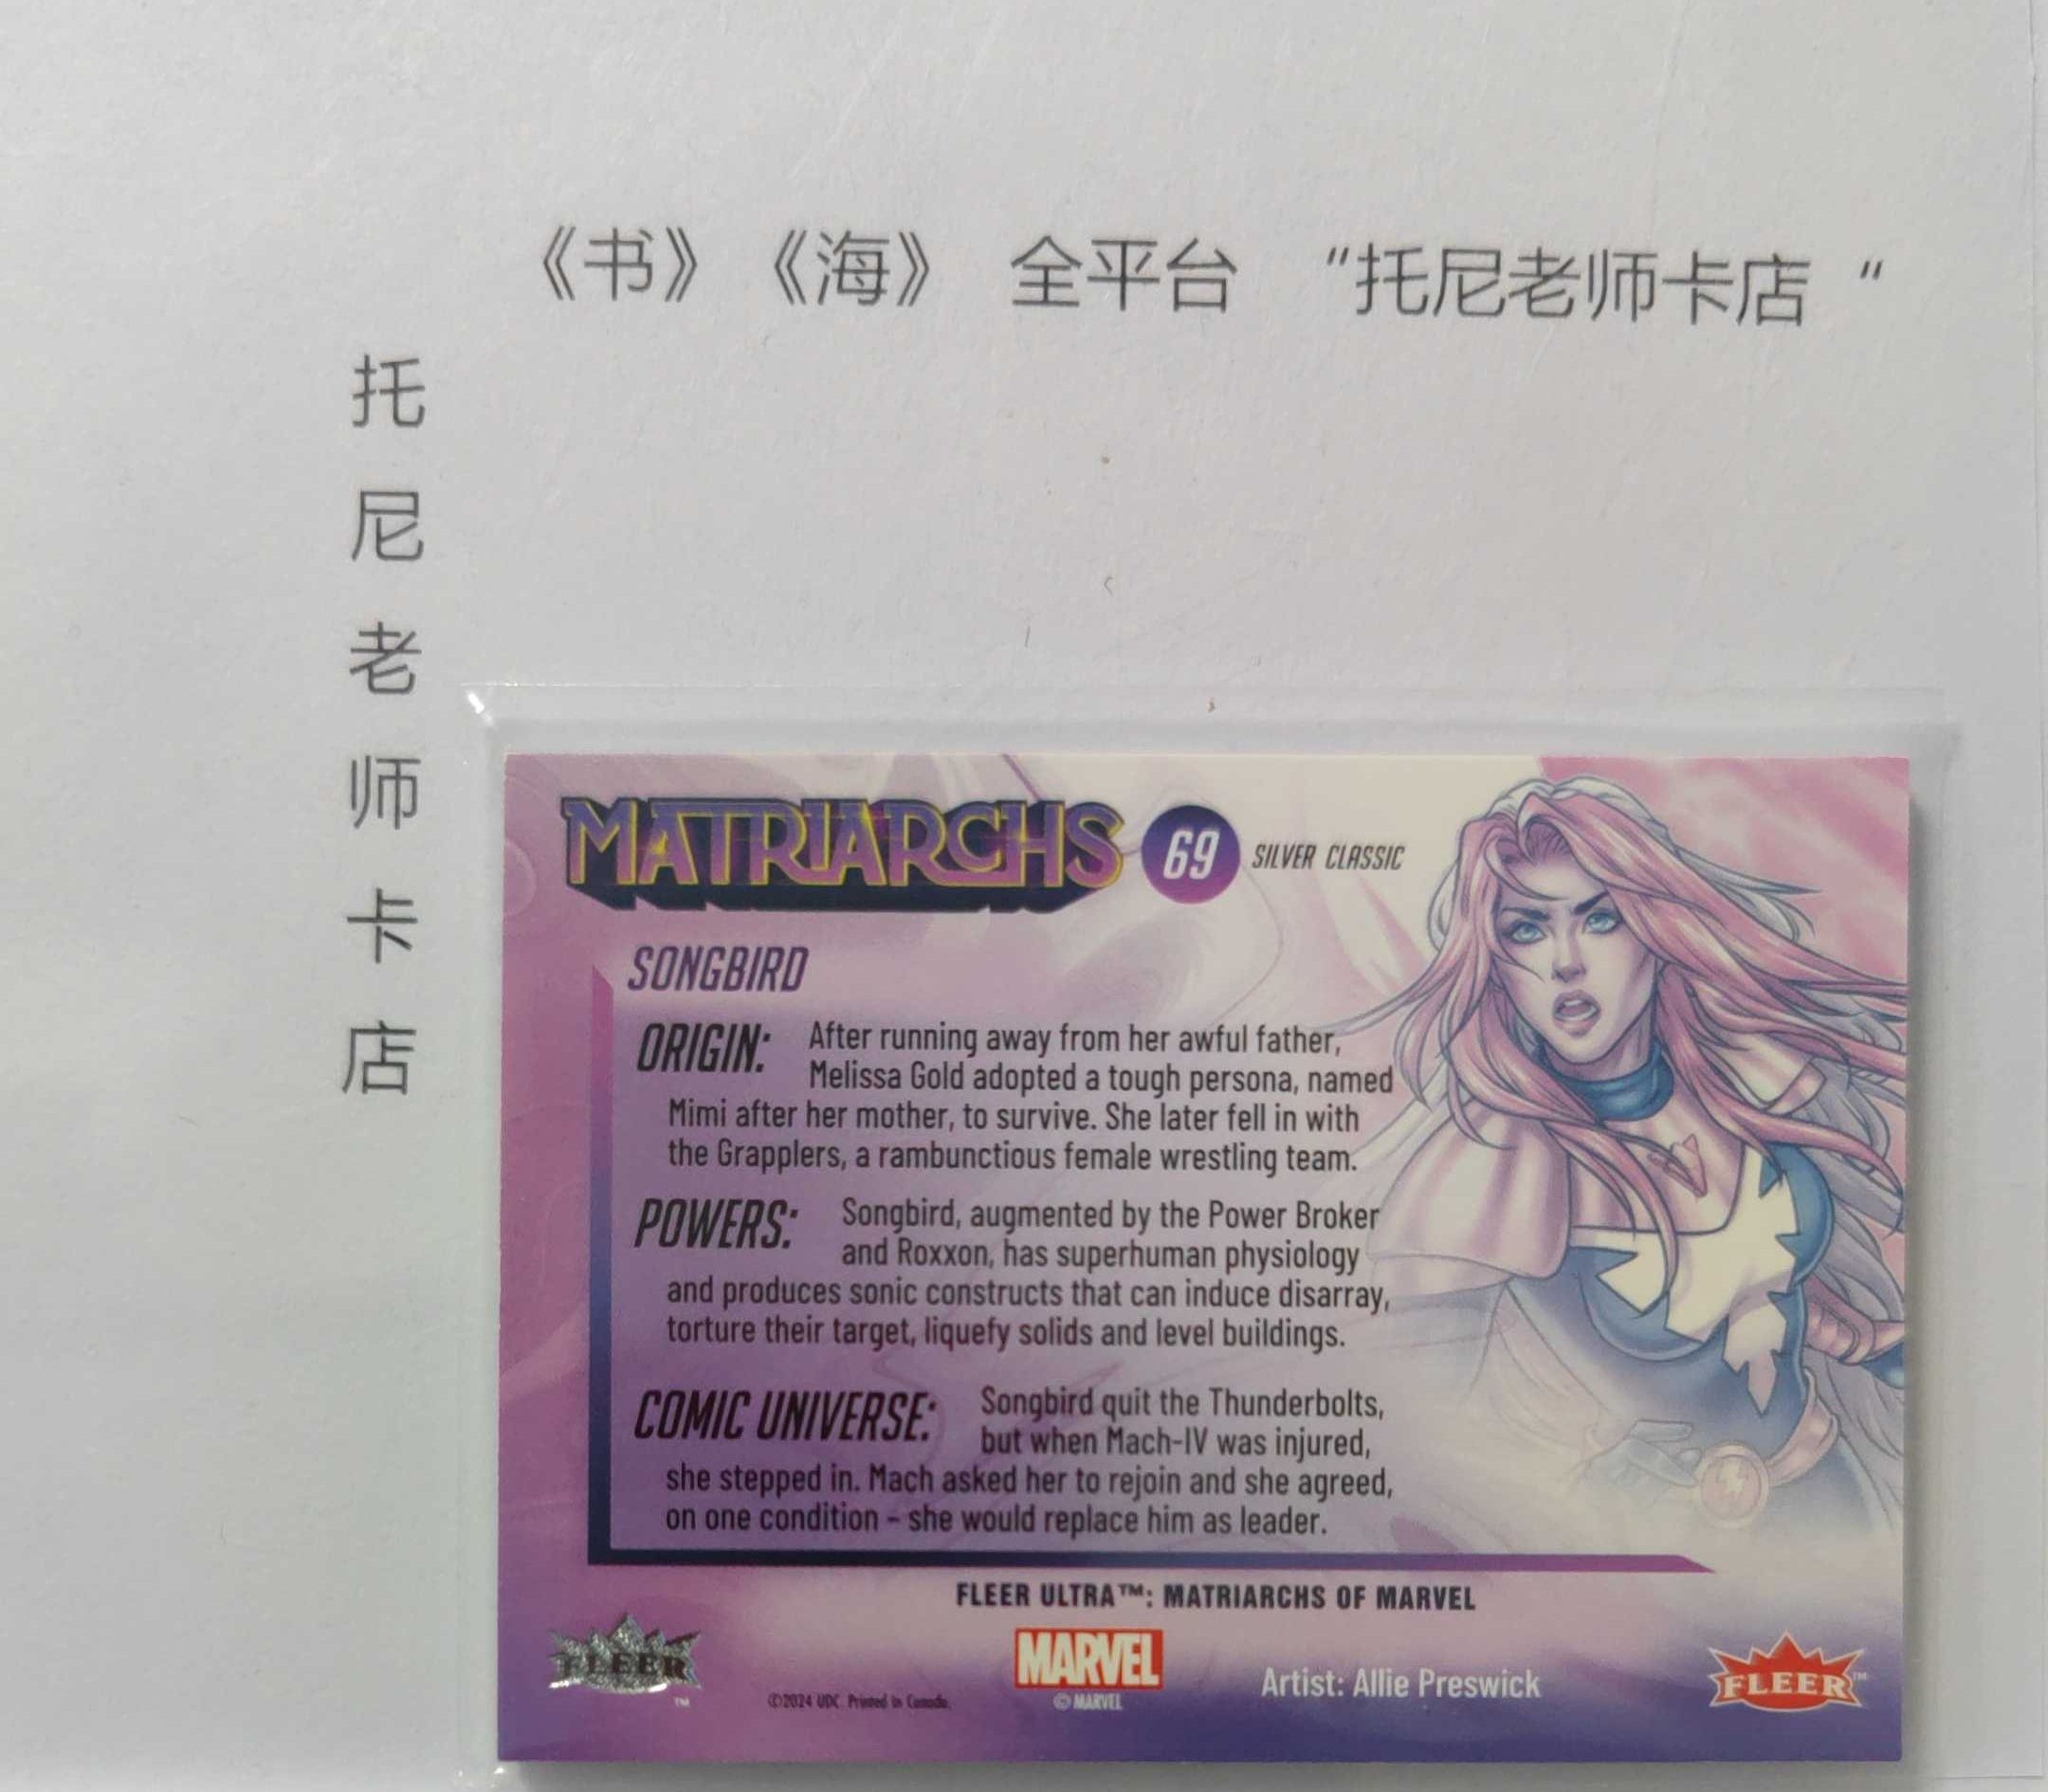 《书》《海》 全平台 “托尼老师卡店 “
托
尼
老
师
卡
店
MATRIARCHS 69 SILVER CLASSIC
SONGBIRD
ORIGIN: After running away from her awful father,
Melissa Gold adopted a tough persona, named
Mimi after her mother, to survive. She later fell in with
the Grapplers, a rambunctious female wrestling team.
POWERS: Songbird, augmented by the Power Broker
and Roxxon, has superhuman physiology
and produces sonic constructs that can induce disarray,
torture their target, liquefy solids and level buildings.
COMIC UNIVERSE: Songbird quit the Thunderbolts,
but when Mach-IV was injured,
she stepped in. Mach asked her to rejoin and she agreed,
on one condition – she would replace him as leader.
FLEER ULTRA™: MATRIARCHS OF MARVEL
FLEER™
©2024 UDC. Printed in Canada.
MARVEL
© MARVEL
Artist: Allie Preswick
FLEER™